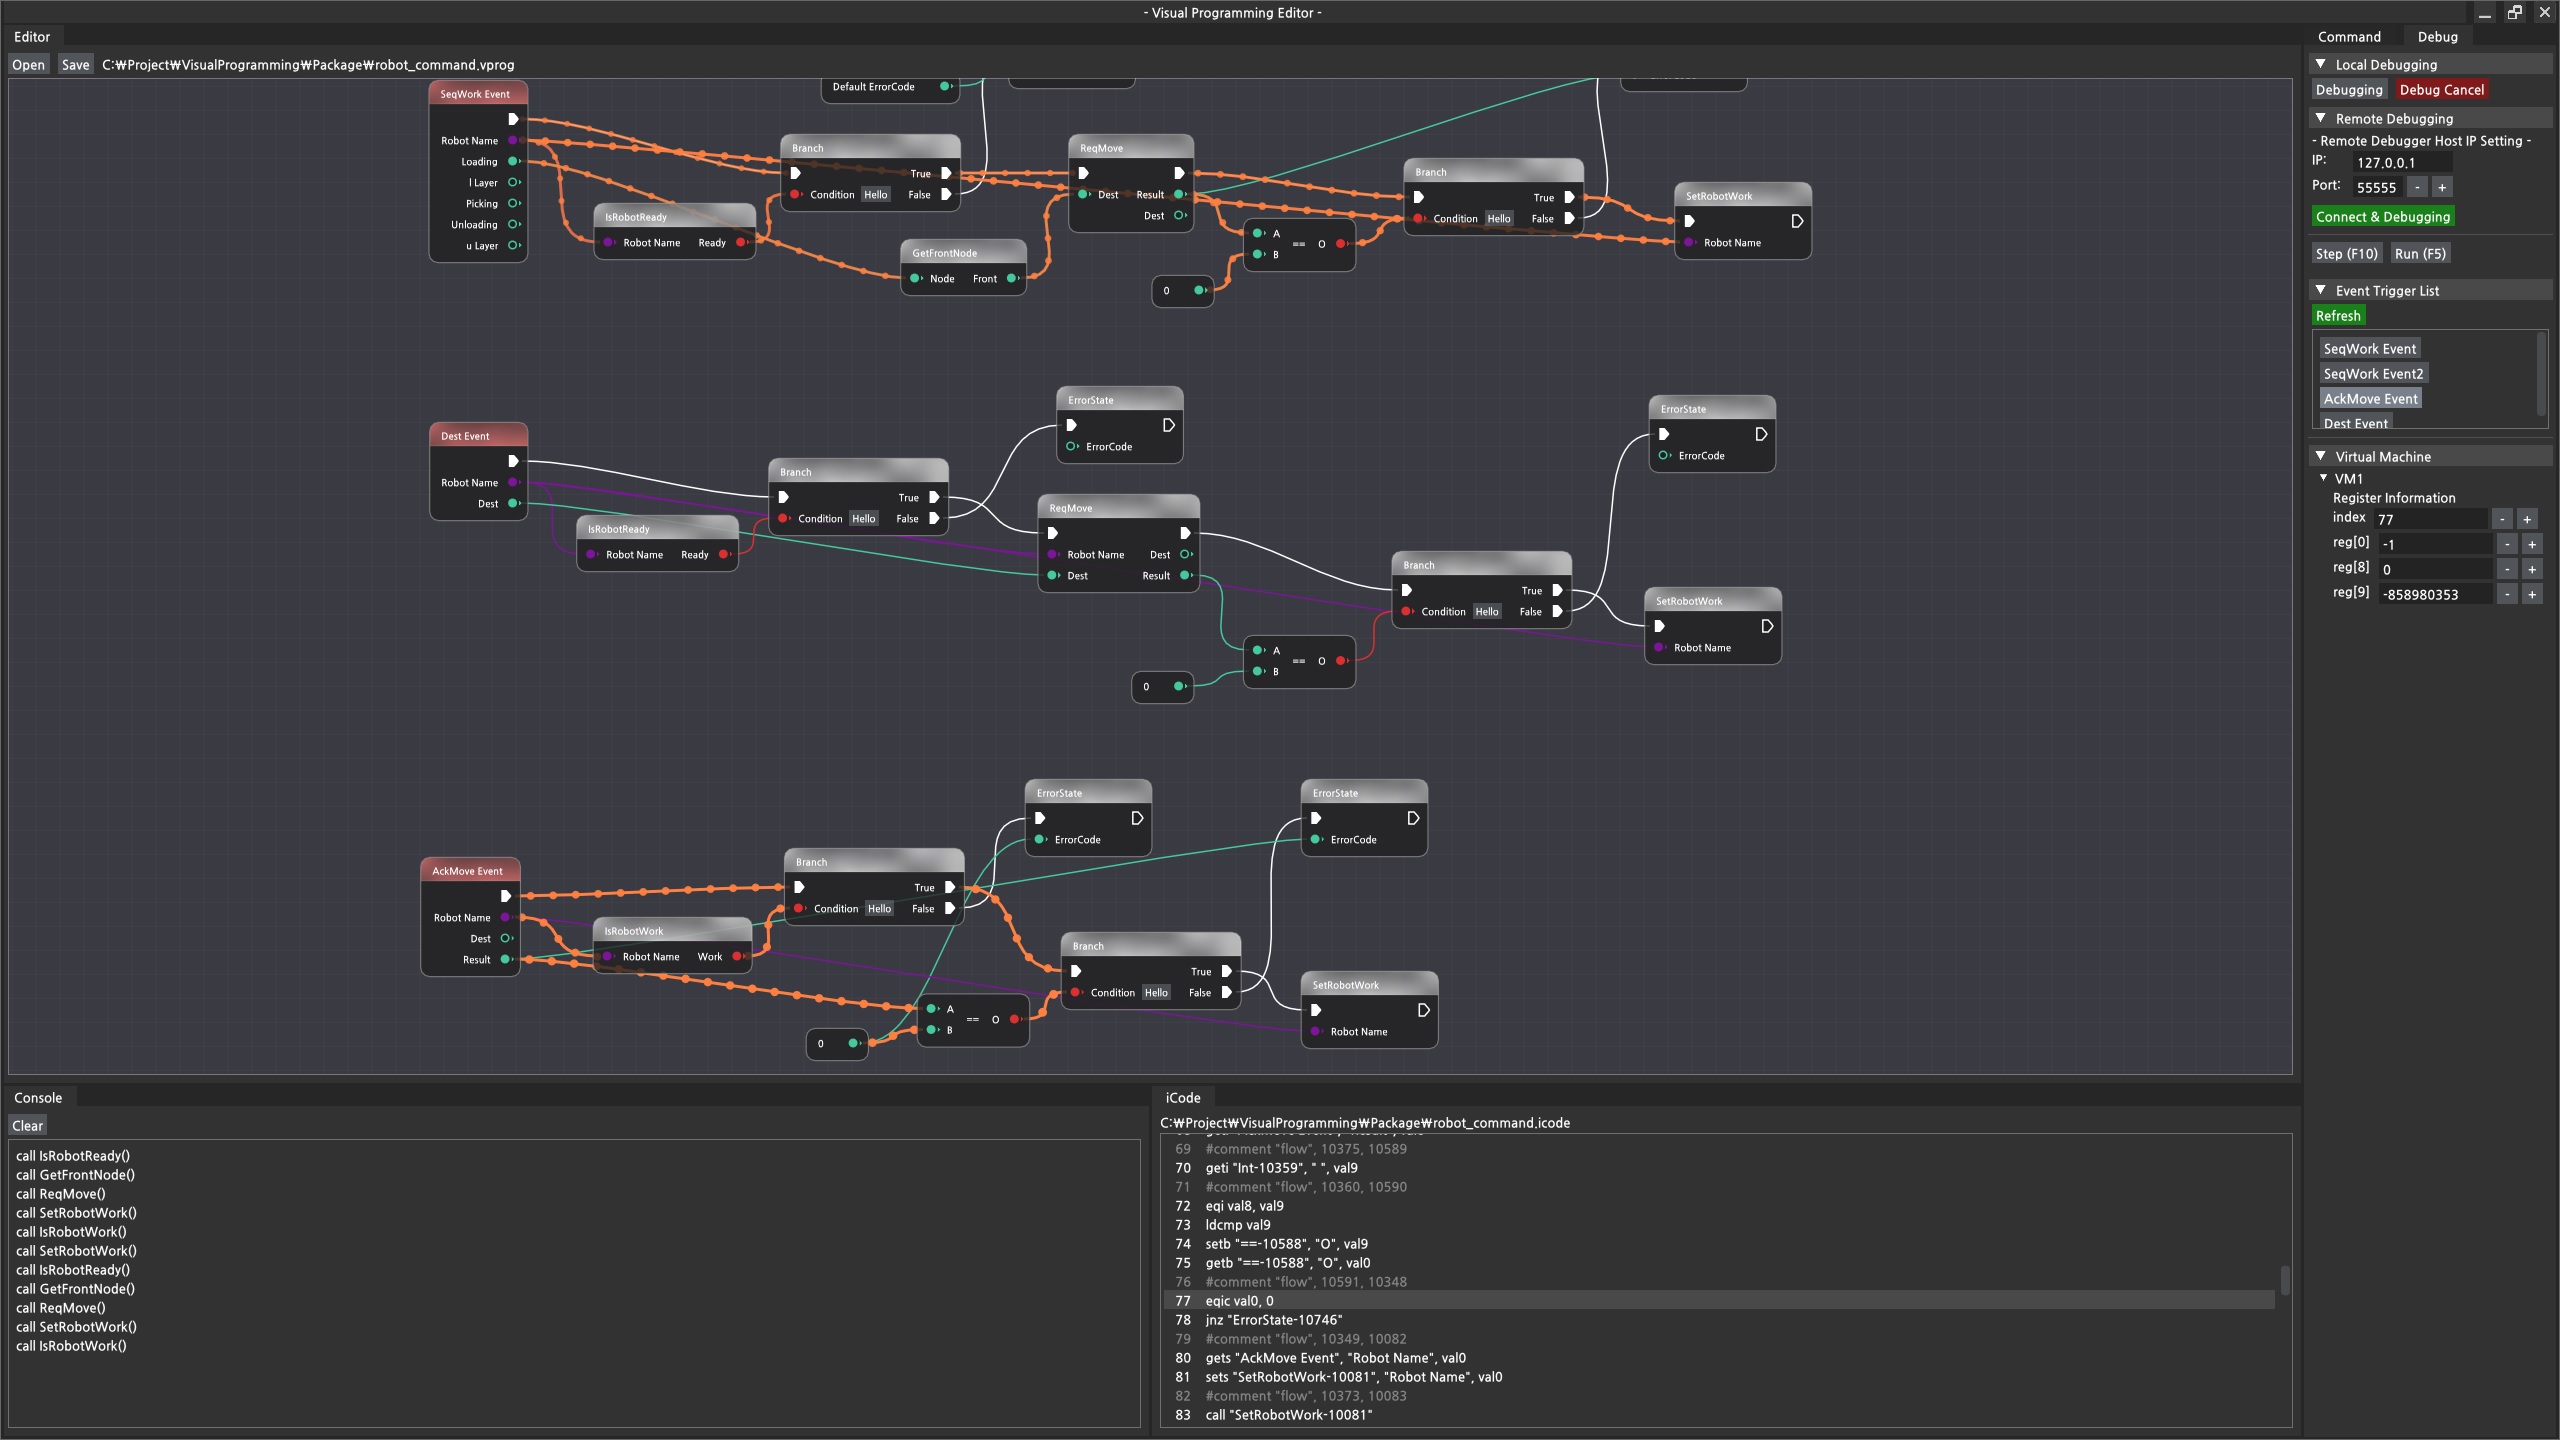 - Visual Programming Editor -
Editor
Open Save C:₩Project₩VisualProgramming₩Package₩robot_command.vprog
SeqWork Event
Robot Name
Loading
l Layer
Picking
Unloading
u Layer
Default ErrorCode
IsRobotReady
Robot Name Ready
Branch
True
Condition Hello False
GetFrontNode
Node Front
ReqMove
Dest Result
Dest
0
A
== O
B
Branch
True
Condition Hello False
SetRobotWork
Robot Name
Dest Event
Robot Name
Dest
IsRobotReady
Robot Name Ready
Branch
True
Condition Hello False
ErrorState
ErrorCode
ReqMove
Robot Name Dest
Dest Result
0
A
== O
B
Branch
True
Condition Hello False
ErrorState
ErrorCode
SetRobotWork
Robot Name
AckMove Event
Robot Name
Dest
Result
IsRobotWork
Robot Name Work
Branch
True
Condition Hello False
ErrorState
ErrorCode
0
A
== O
B
Branch
True
Condition Hello False
ErrorState
ErrorCode
SetRobotWork
Robot Name
Command Debug
Local Debugging
Debugging Debug Cancel
Remote Debugging
- Remote Debugger Host IP Setting -
IP: 127.0.0.1
Port: 55555 - +
Connect & Debugging
Step (F10) Run (F5)
Event Trigger List
Refresh
SeqWork Event
SeqWork Event2
AckMove Event
Dest Event
Virtual Machine
VM1
Register Information
index 77 - +
reg[0] -1 - +
reg[8] 0 - +
reg[9] -858980353 - +
Console
Clear
call IsRobotReady()
call GetFrontNode()
call ReqMove()
call SetRobotWork()
call IsRobotWork()
call SetRobotWork()
call IsRobotReady()
call GetFrontNode()
call ReqMove()
call SetRobotWork()
call IsRobotWork()
iCode
C:₩Project₩VisualProgramming₩Package₩robot_command.icode
69 #comment "flow", 10375, 10589
70 geti "Int-10359", " ", val9
71 #comment "flow", 10360, 10590
72 eqi val8, val9
73 ldcmp val9
74 setb "==-10588", "O", val9
75 getb "==-10588", "O", val0
76 #comment "flow", 10591, 10348
77 eqic val0, 0
78 jnz "ErrorState-10746"
79 #comment "flow", 10349, 10082
80 gets "AckMove Event", "Robot Name", val0
81 sets "SetRobotWork-10081", "Robot Name", val0
82 #comment "flow", 10373, 10083
83 call "SetRobotWork-10081"